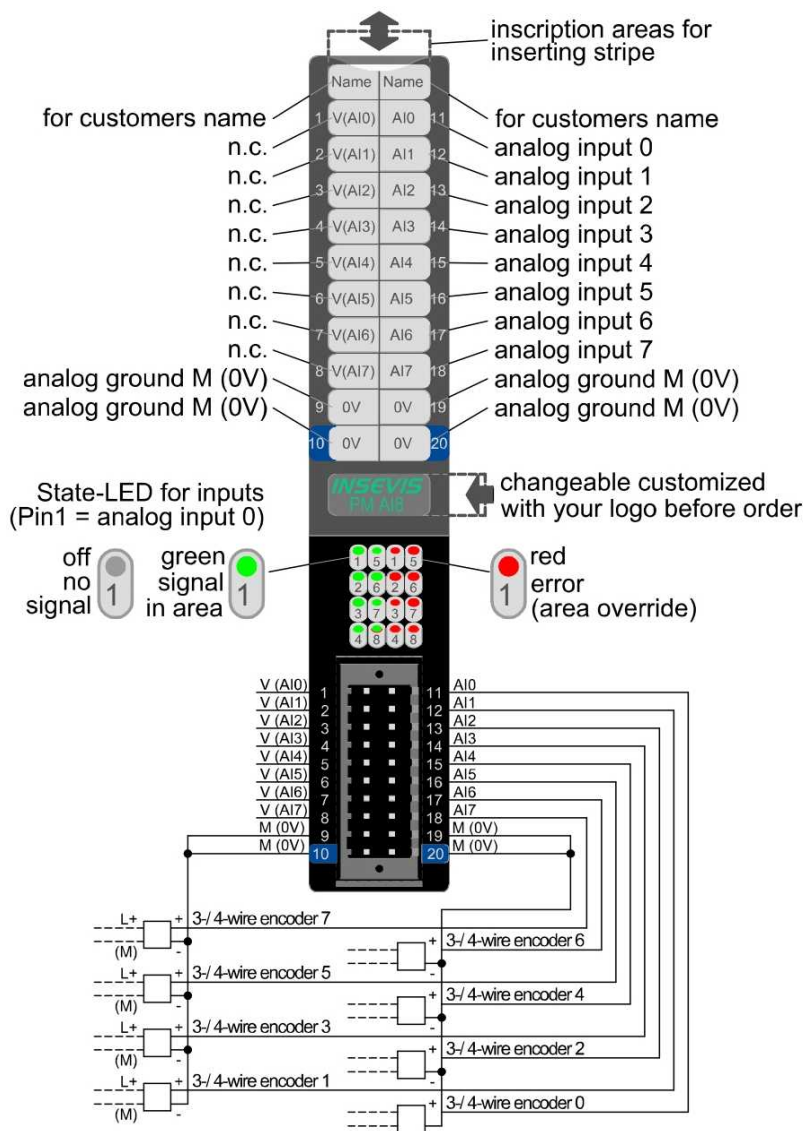 inscription areas for
inserting stripe
Name Name
for customers name for customers name
1 V(AI0) AI0 11
n.c. analog input 0
2 V(AI1) AI1 12
n.c. analog input 1
3 V(AI2) AI2 13
n.c. analog input 2
4 V(AI3) AI3 14
n.c. analog input 3
5 V(AI4) AI4 15
n.c. analog input 4
6 V(AI5) AI5 16
n.c. analog input 5
7 V(AI6) AI6 17
n.c. analog input 6
8 V(AI7) AI7 18
n.c. analog input 7
analog ground M (0V) analog ground M (0V)
9 0V 0V 19
analog ground M (0V) analog ground M (0V)
10 0V 0V 20
INSEVIS
PM AI8
changeable customized
with your logo before order
State-LED for inputs
(Pin1 = analog input 0)
off
no
signal
1
green
signal
in area
1
1 5 1 5
2 6 2 6
3 7 3 7
4 8 4 8
1
red
error
(area override)
V (AI0) 1 11 AI0
V (AI1) 2 12 AI1
V (AI2) 3 13 AI2
V (AI3) 4 14 AI3
V (AI4) 5 15 AI4
V (AI5) 6 16 AI5
V (AI6) 7 17 AI6
V (AI7) 8 18 AI7
M (0V) 9 19 M (0V)
M (0V) 10 20 M (0V)
L+ + 3-/ 4-wire encoder 7
(M) -
+ 3-/ 4-wire encoder 6
-
L+ + 3-/ 4-wire encoder 5
(M) -
+ 3-/ 4-wire encoder 4
-
L+ + 3-/ 4-wire encoder 3
(M) -
+ 3-/ 4-wire encoder 2
-
L+ + 3-/ 4-wire encoder 1
(M) -
+ 3-/ 4-wire encoder 0